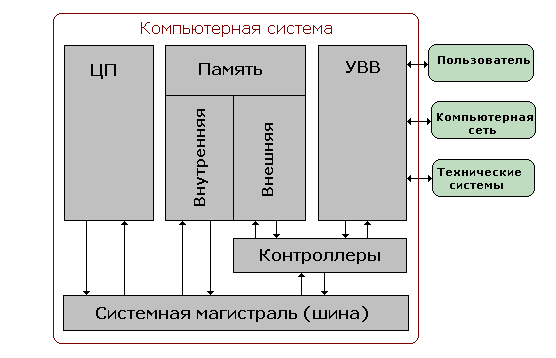 Компьютерная система
ЦП
Память
УВВ
Внутренняя
Внешняя
Пользователь
Компьютерная
сеть
Технические
системы
Контроллеры
Системная магистраль (шина)